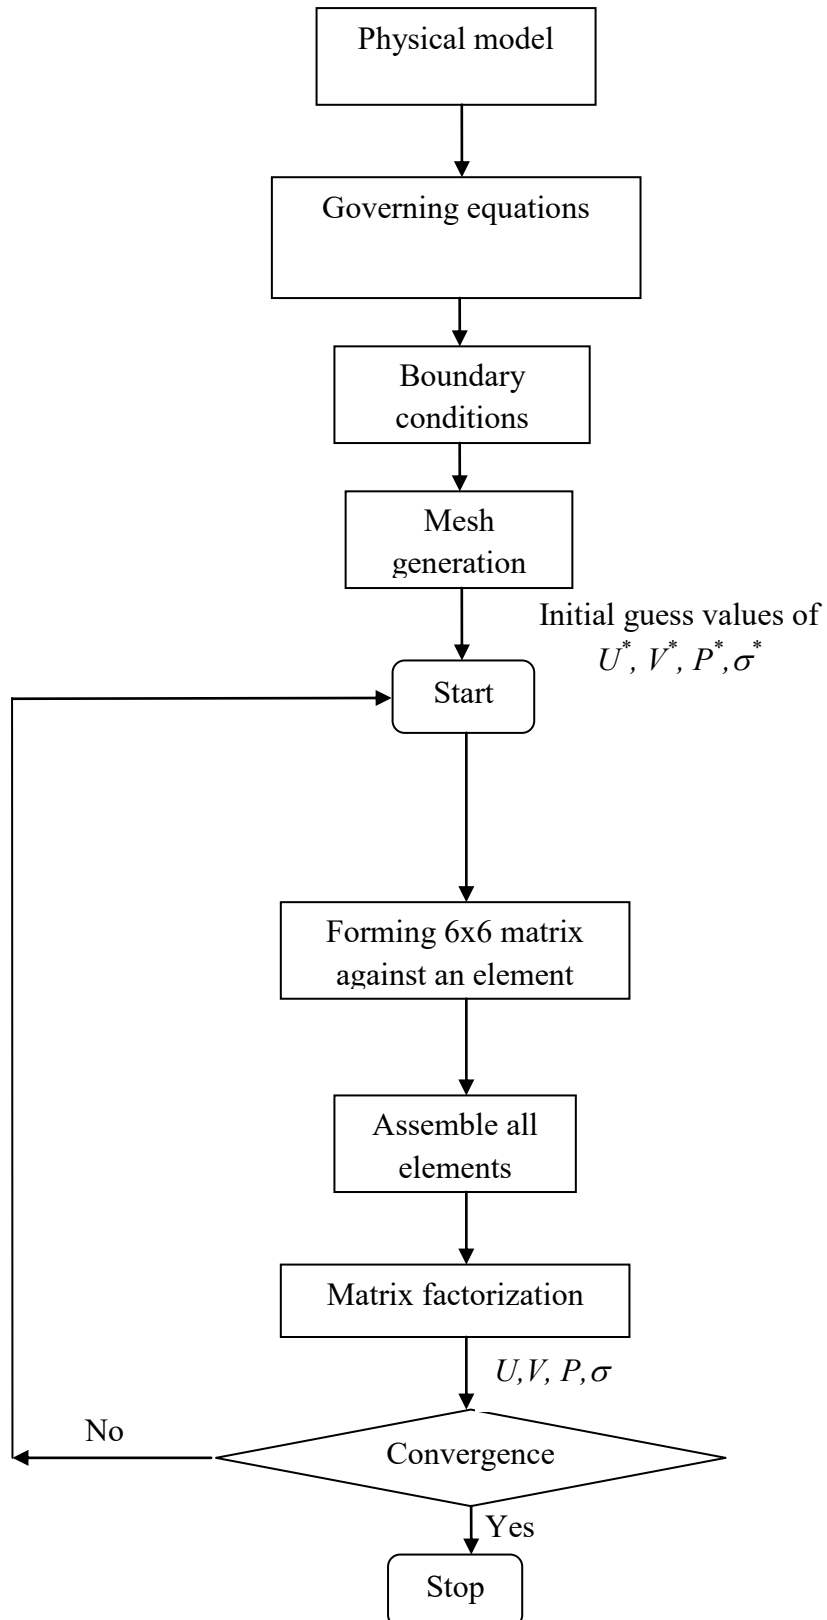 Physical model
Governing equations
Boundary
conditions
Mesh
generation
Initial guess values of
U*, V*, P*,σ*
Start
Forming 6x6 matrix
against an element
Assemble all
elements
Matrix factorization
U,V, P,σ
No
Convergence
Yes
Stop